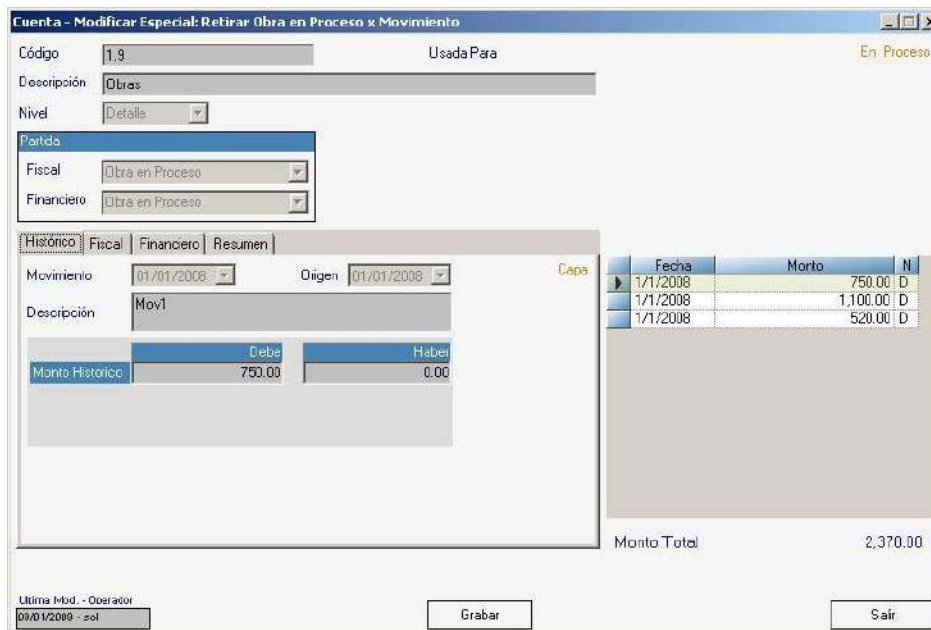 Cuenta - Modificar Especial: Retirar Obra en Proceso x Movimiento
Código 1.9 Usada Para En Proceso
Descripción Obras
Nivel Detalle
Partida
Fiscal Obra en Proceso
Financiero Obra en Proceso
Histórico Fiscal Financiero Resumen
Movimiento 01/01/2008 Origen 01/01/2008 Capa
Descripción Mov1
Debe Haber
Monto Historico 750.00 0.00
Fecha Monto N
1/1/2008 750.00 D
1/1/2008 1,100.00 D
1/1/2008 520.00 D
Monto Total 2,370.00
Ultima Mod. - Operador
09/01/2009 - sol
Grabar Salir